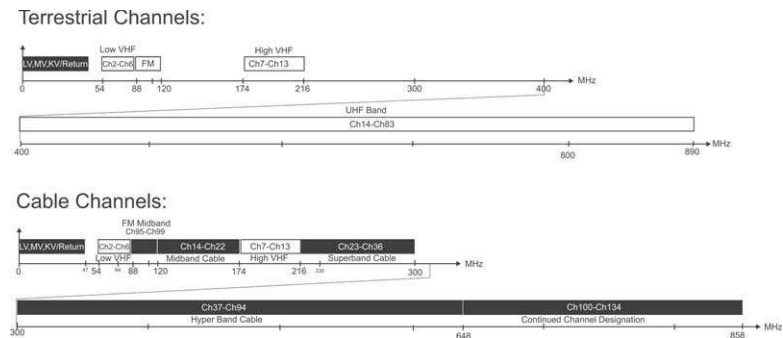 Terrestrial Channels:
Low VHF High VHF
LV,MV,KV/Return Ch2-Ch6 FM Ch7-Ch13
MHz
0 54 88 120 174 216 300 400
UHF Band
Ch14-Ch83
MHz
400 800 890
Cable Channels:
FM Midband
Ch95-Ch99
LV,MV,KV/Return Ch2-Ch6 Ch14-Ch22 Ch7-Ch13 Ch23-Ch36
Low VHF Midband Cable High VHF Superband Cable
MHz
0 47 54 88 120 174 216 300
Ch37-Ch94 Ch100-Ch134
Hyper Band Cable Continued Channel Designation
MHz
300 648 858